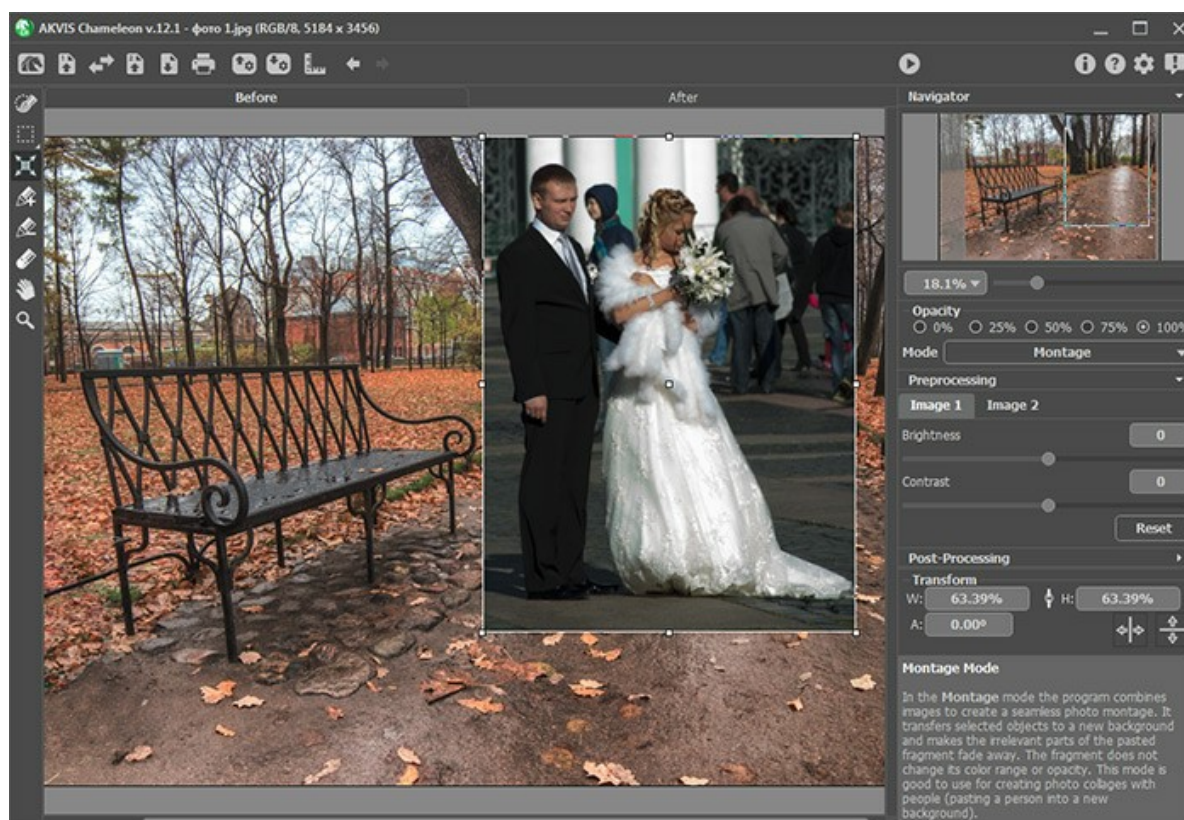 AKVIS Chameleon v.12.1 - фото 1.jpg (RGB/8, 5184 x 3456)
Before
After
Navigator
18.1%
Opacity
0% 25% 50% 75% 100%
Mode Montage
Preprocessing
Image 1 Image 2
Brightness 0
Contrast 0
Reset
Post-Processing
Transform
W: 63.39% H: 63.39%
A: 0.00°
Montage Mode
In the Montage mode the program combines
images to create a seamless photo montage. It
transfers selected objects to a new background
and makes the irrelevant parts of the pasted
fragment fade away. The fragment does not
change its color range or opacity. This mode is
good to use for creating photo collages with
people (pasting a person into a new
background).